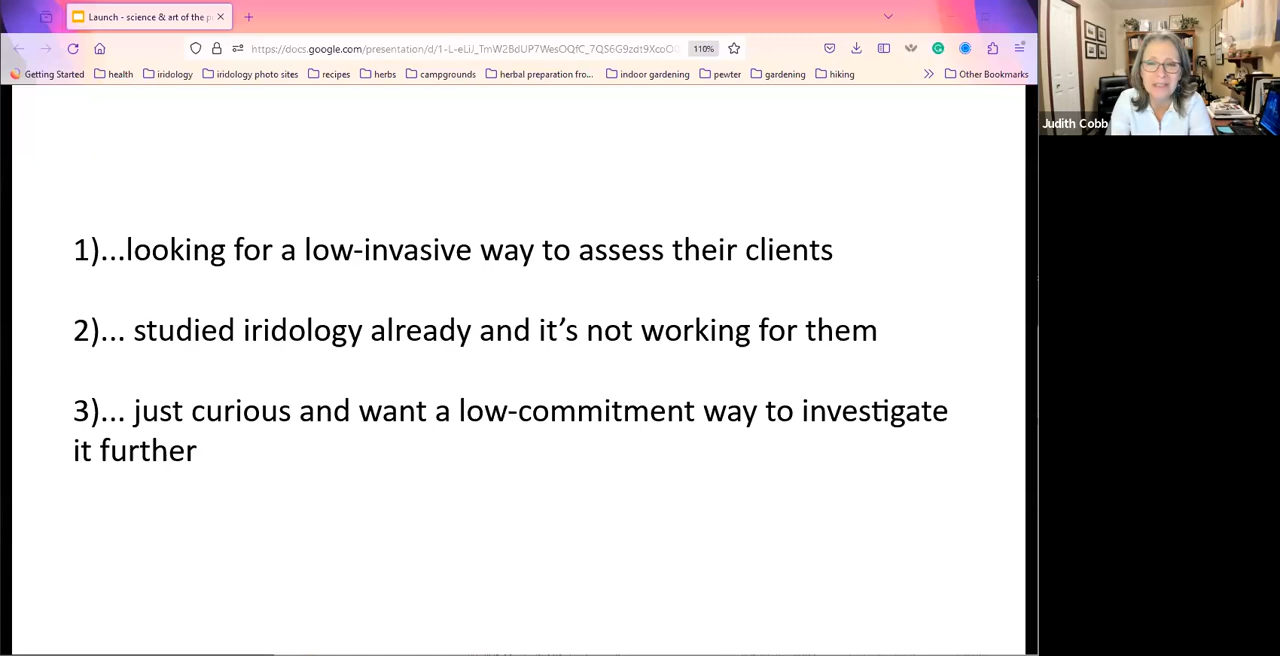 Launch - science & art of the p
https://docs.google.com/presentation/d/1-L-eLiJ_TmW2BdUP7WesOQfC_7QS6G9zdt9XcoO
110%
Getting Started health iridology iridology photo sites recipes herbs campgrounds herbal preparation fro... indoor gardening pewter gardening hiking Other Bookmarks
Judith Cobb
1)...looking for a low-invasive way to assess their clients
2)... studied iridology already and it’s not working for them
3)... just curious and want a low-commitment way to investigate
it further